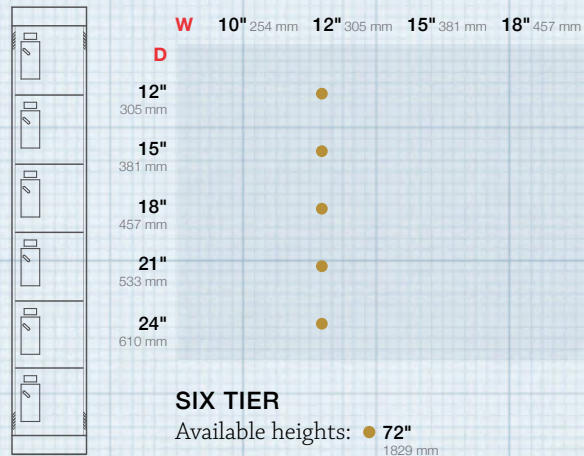 W 10" 254 mm 12" 305 mm 15" 381 mm 18" 457 mm
D
12"
305 mm
15"
381 mm
18"
457 mm
21"
533 mm
24"
610 mm
SIX TIER
Available heights: 72"
1829 mm